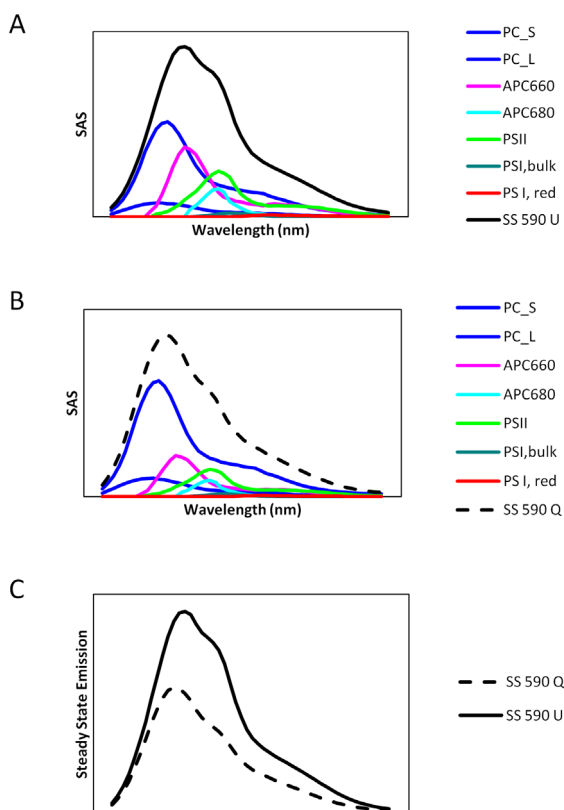 A
SAS
Wavelength (nm)
PC_S
PC_L
APC660
APC680
PSII
PSI,bulk
PS I, red
SS 590 U
B
SAS
Wavelength (nm)
PC_S
PC_L
APC660
APC680
PSII
PSI,bulk
PS I, red
SS 590 Q
C
Steady State Emission
SS 590 Q
SS 590 U